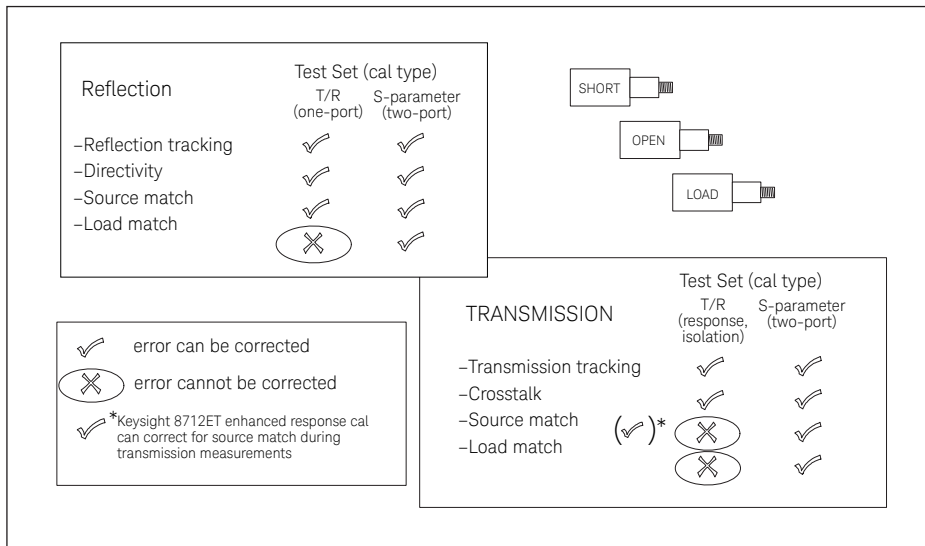 Reflection
Test Set (cal type)
T/R
(one-port)
S-parameter
(two-port)
–Reflection tracking
–Directivity
–Source match
–Load match
SHORT
OPEN
LOAD
TRANSMISSION
Test Set (cal type)
T/R
(response,
isolation)
S-parameter
(two-port)
–Transmission tracking
–Crosstalk
–Source match
( )*
–Load match
error can be corrected
error cannot be corrected
*Keysight 8712ET enhanced response cal
can correct for source match during
transmission measurements